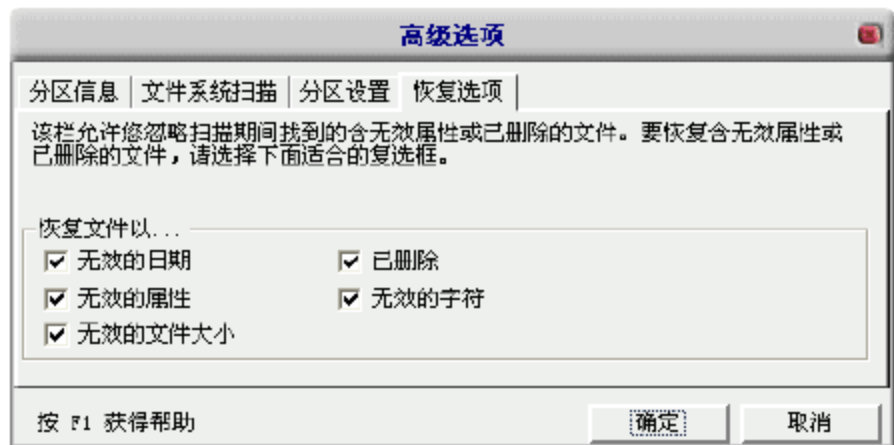 高级选项
分区信息 文件系统扫描 分区设置 恢复选项
该栏允许您忽略扫描期间找到的含无效属性或已删除的文件。要恢复含无效属性或
已删除的文件，请选择下面适合的复选框。
恢复文件以...
无效的日期 已删除
无效的属性 无效的字符
无效的文件大小
按 F1 获得帮助 确定 取消